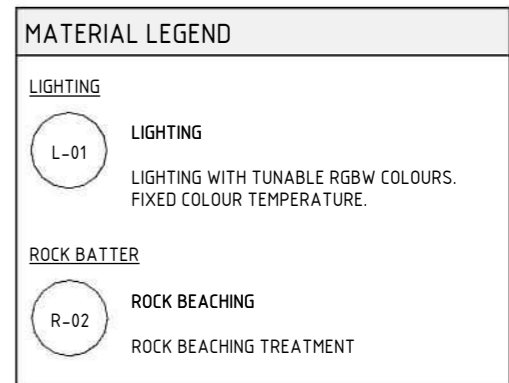 MATERIAL LEGEND
LIGHTING
L-01
LIGHTING
LIGHTING WITH TUNABLE RGBW COLOURS.
FIXED COLOUR TEMPERATURE.
ROCK BATTER
R-02
ROCK BEACHING
ROCK BEACHING TREATMENT